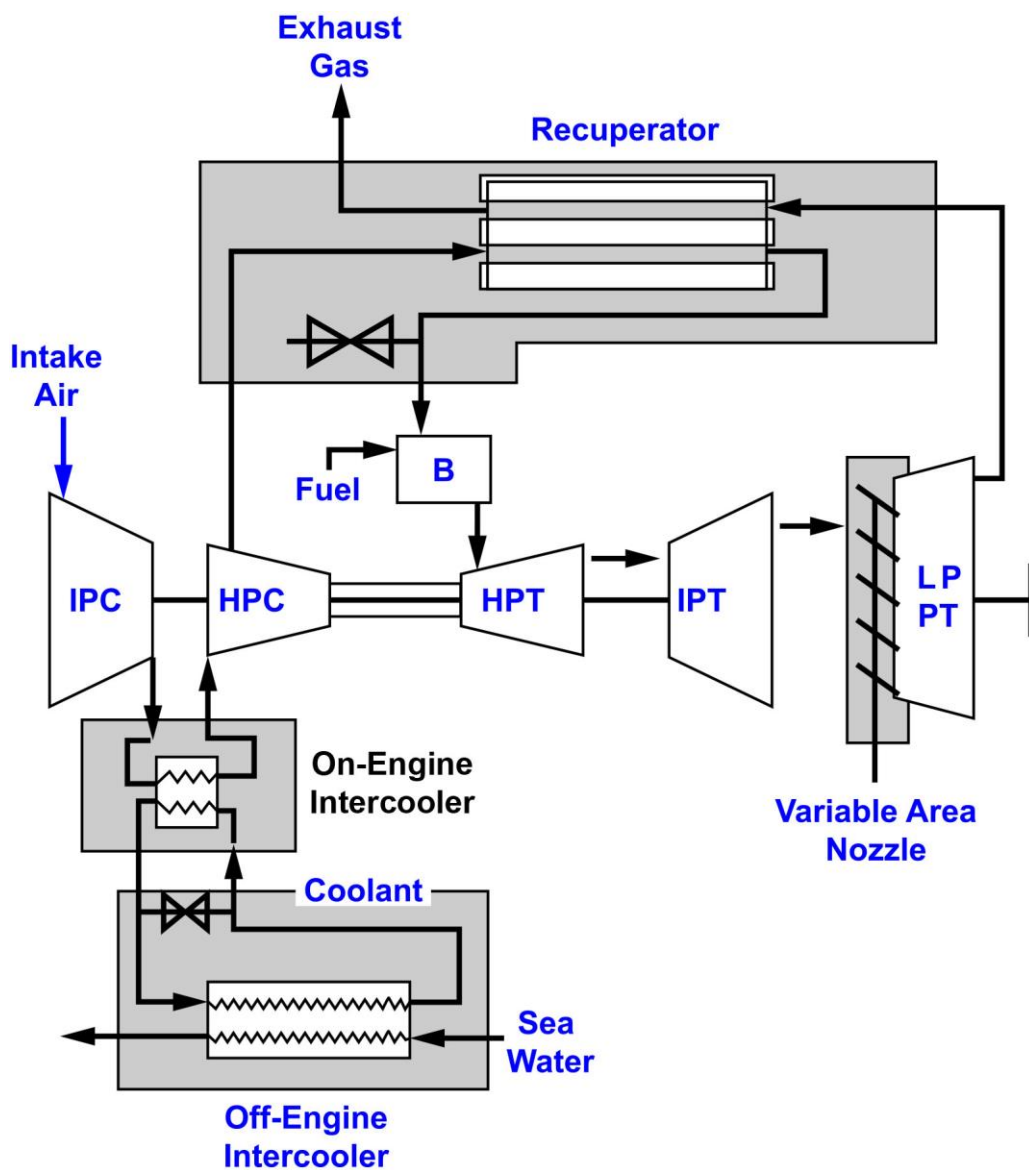 Exhaust
Gas
Recuperator
Intake
Air
Fuel
B
IPC
HPC
HPT
IPT
LP
PT
On-Engine
Intercooler
Variable Area
Nozzle
Coolant
Sea
Water
Off-Engine
Intercooler